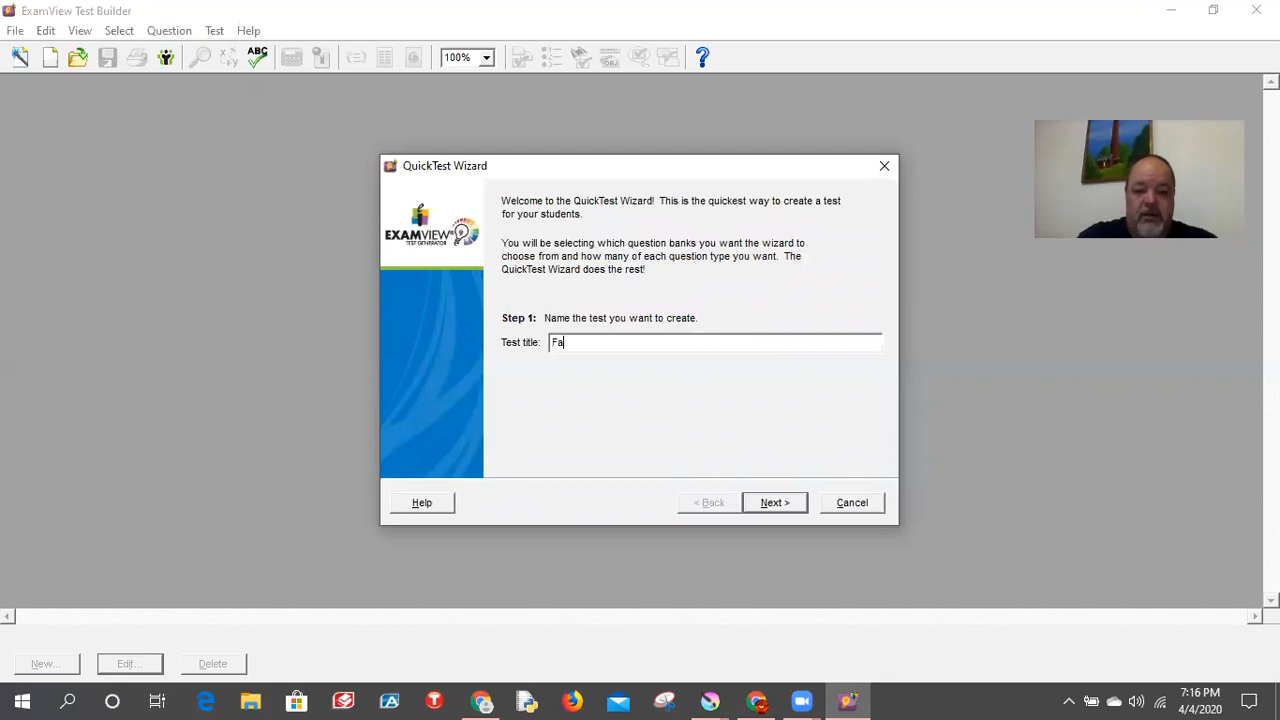 ExamView Test Builder
File Edit View Select Question Test Help
ABC 100% ?
QuickTest Wizard
EXAMVIEW®
TEST GENERATOR
Welcome to the QuickTest Wizard! This is the quickest way to create a test
for your students.
You will be selecting which question banks you want the wizard to
choose from and how many of each question type you want. The
QuickTest Wizard does the rest!
Step 1: Name the test you want to create.
Test title: Fa
Help < Back Next > Cancel
New... Edit... Delete
7:16 PM
4/4/2020